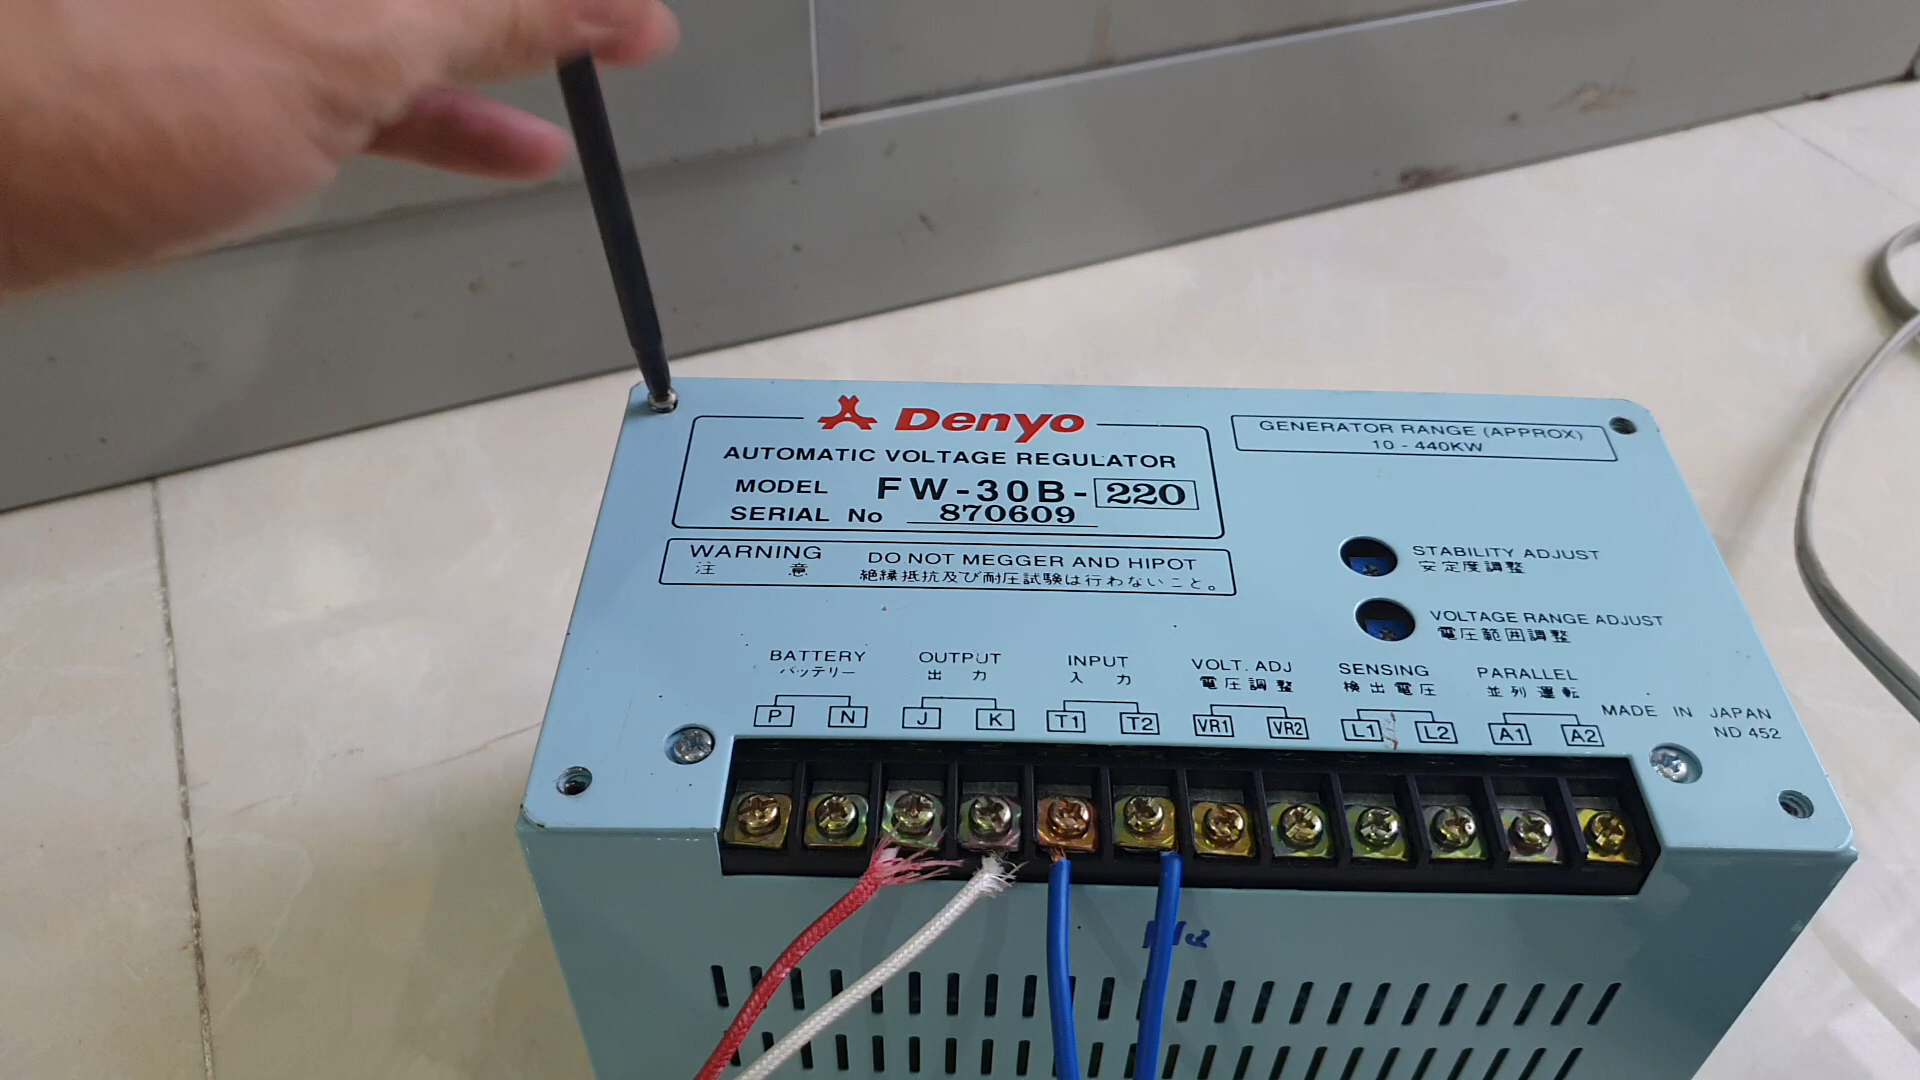 Denyo
AUTOMATIC VOLTAGE REGULATOR
MODEL FW-30B-220
SERIAL No 870609
GENERATOR RANGE (APPROX)
10 - 440KW
WARNING DO NOT MEGGER AND HIPOT
注意 絶縁抵抗及び耐圧試験は行わないこと。
STABILITY ADJUST
安定度調整
VOLTAGE RANGE ADJUST
電圧範囲調整
BATTERY OUTPUT INPUT VOLT. ADJ SENSING PARALLEL
バッテリー 出力 入力 電圧調整 検出電圧 並列運転
P N J K T1 T2 VR1 VR2 L1 L2 A1 A2
MADE IN JAPAN
ND 452